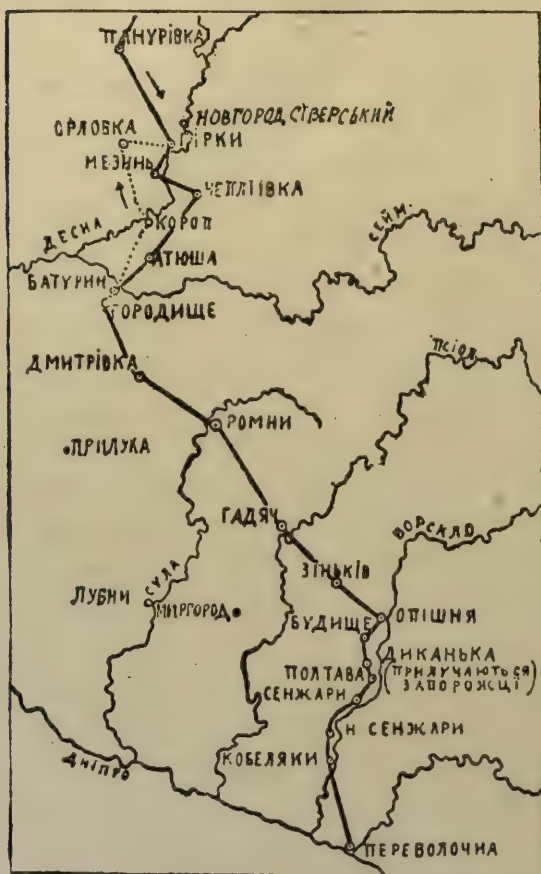 ПАНУРІВКА
НОВГОРОД СІВЕРСЬКИЙ
ОРЛОВКА
ГІРКИ
МЕЗИНЬ
ЧЕПЛІЇВКА
КОРОП
ДЕСНА
СЕЙМ.
АТЮША
БАТУРИН
ГОРОДИЩЕ
ПСІОЛ
ДМИТРІВКА
РОМНИ
ПРИЛУКА
ГАДЯЧ
ВОРСКЛО
ЗІНЬКІВ
СУЛА
ЛУБНИ
МИРГОРОД
ОПІШНЯ
БУДИЩЕ
ДИКАНЬКА
ПОЛТАВА
(ПРИЛУЧАЮТЬСЯ
ЗАПОРОЖЦІ)
СЕНЖАРИ
Н СЕНЖАРИ
КОБЕЛЯКИ
ДНІПРО
ПЕРЕВОЛОЧНА